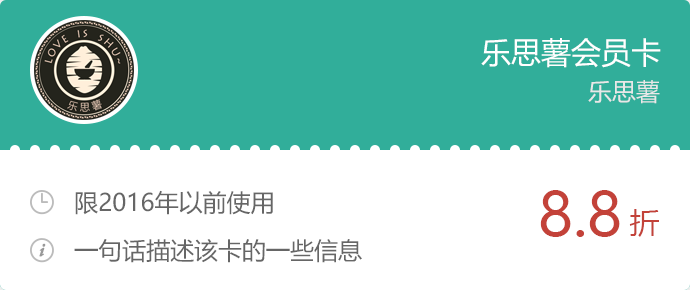 LOVE IS SHU~
乐思薯
乐思薯会员卡
乐思薯
限2016年以前使用
8.8折
一句话描述该卡的一些信息